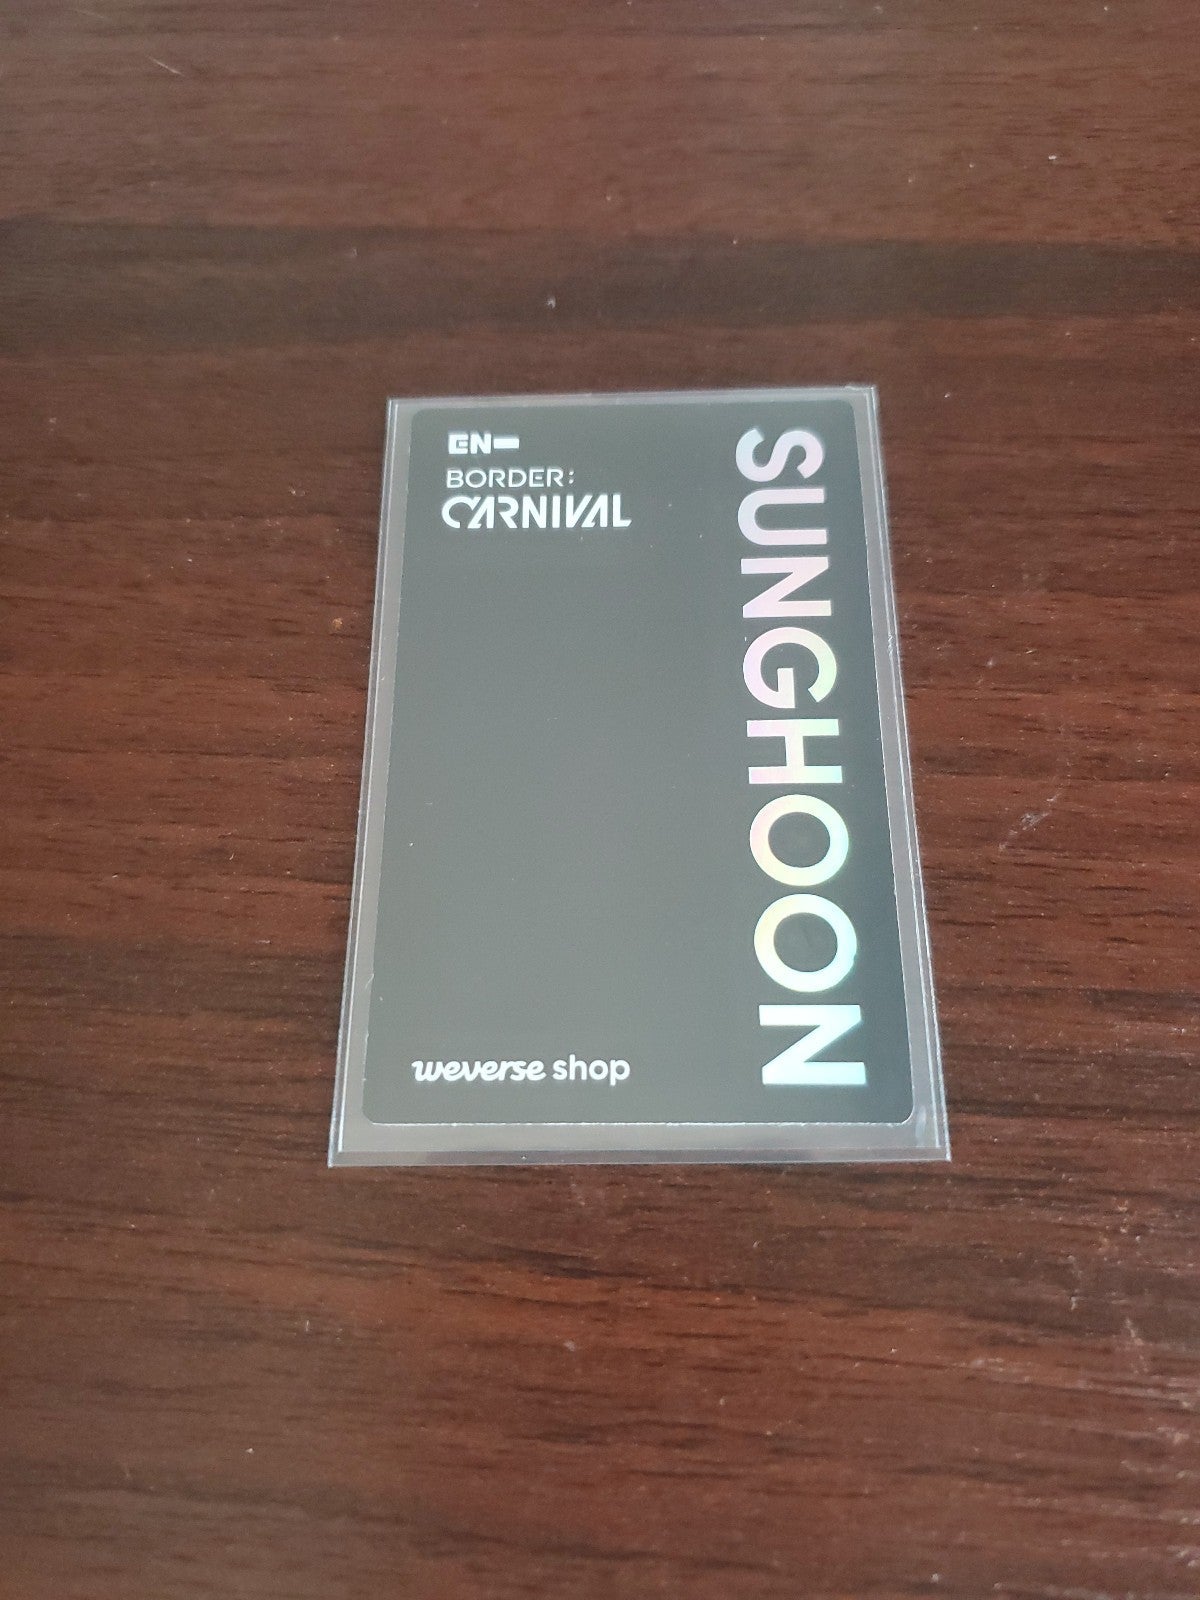 EN-
BORDER:
CARNIVAL
SUNGHOON
weverse shop